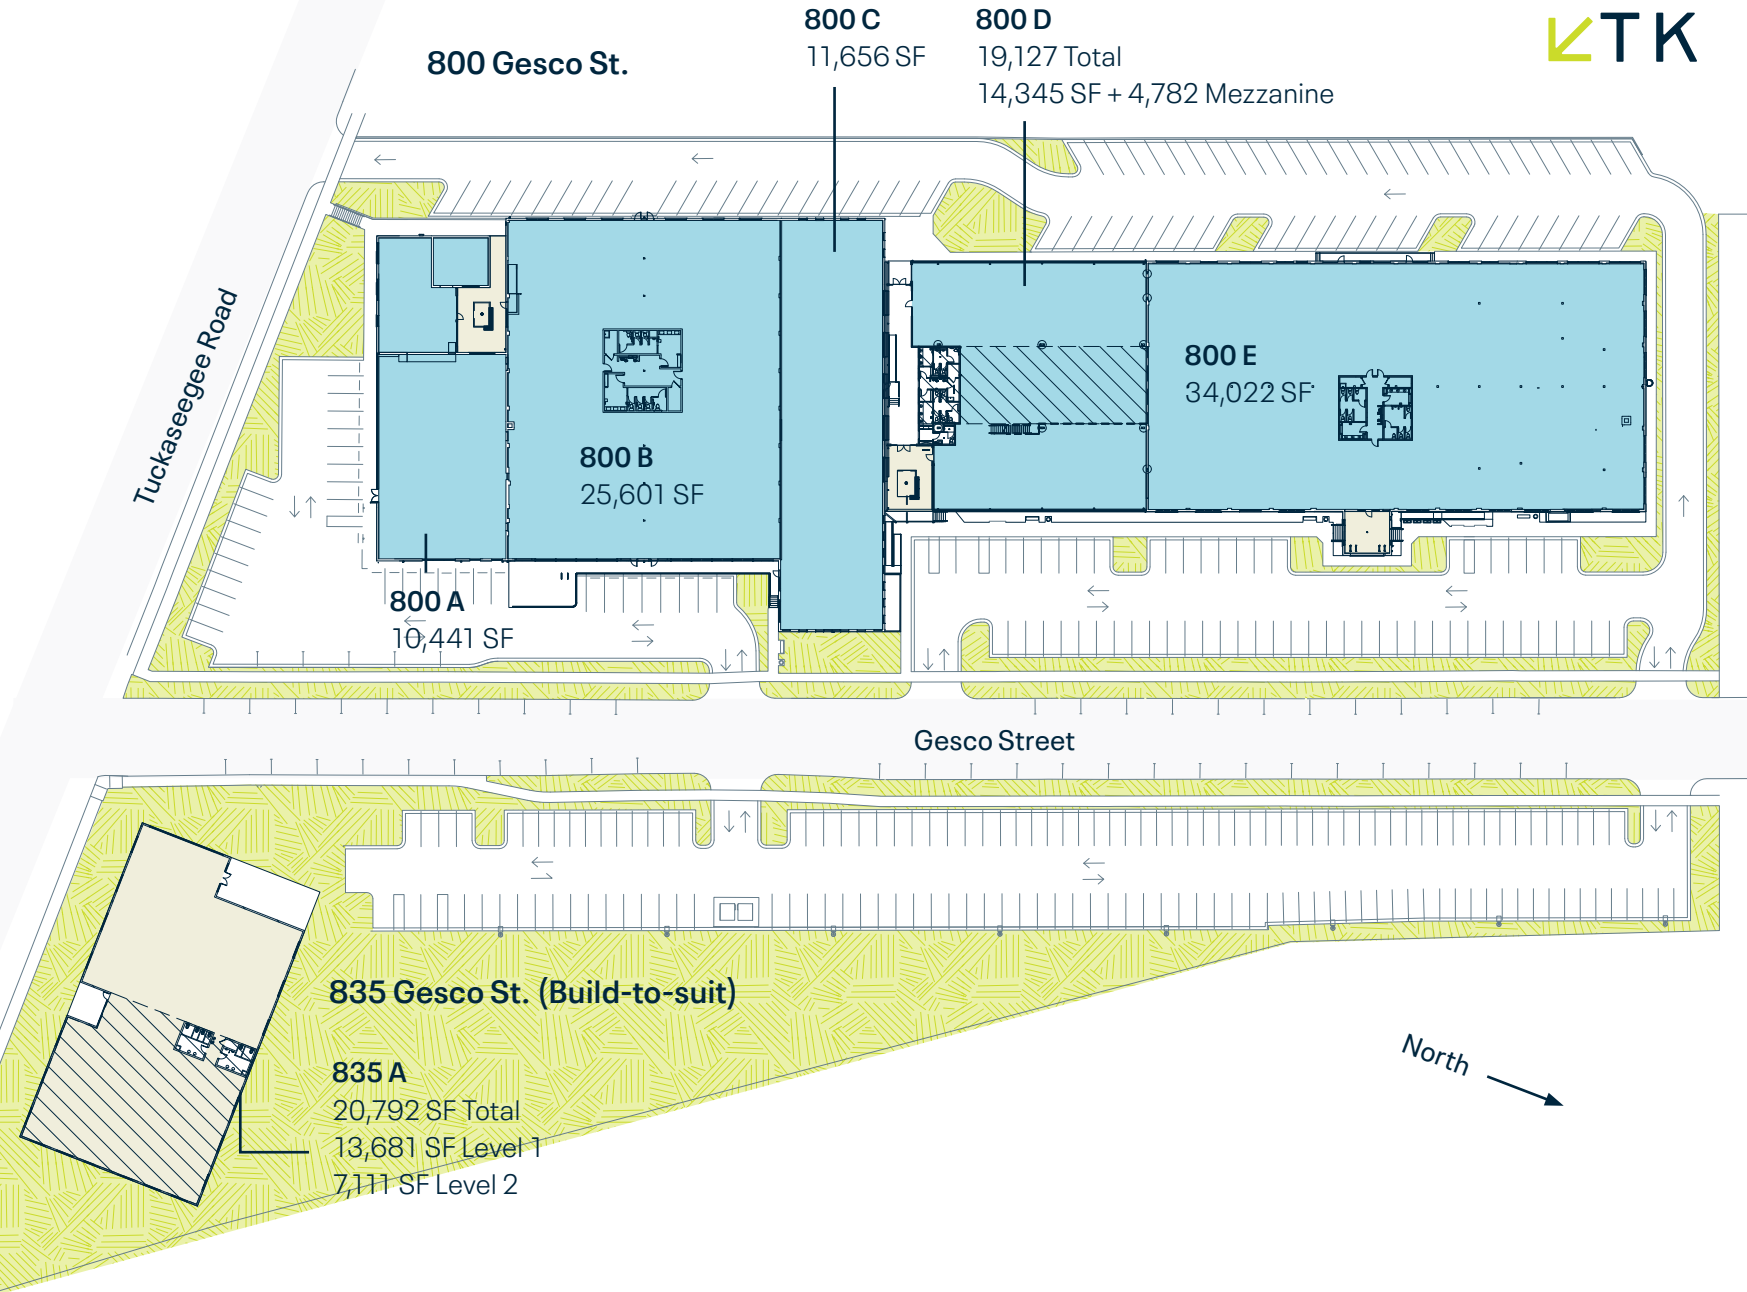 800 Gesco St.
800 C
11,656 SF
800 D
19,127 Total
14,345 SF + 4,782 Mezzanine
TK
Tuckaseegee Road
800 E
34,022 SF
800 B
25,601 SF
800 A
10,441 SF
Gesco Street
835 Gesco St. (Build-to-suit)
835 A
20,792 SF Total
13,681 SF Level 1
7,111 SF Level 2
North